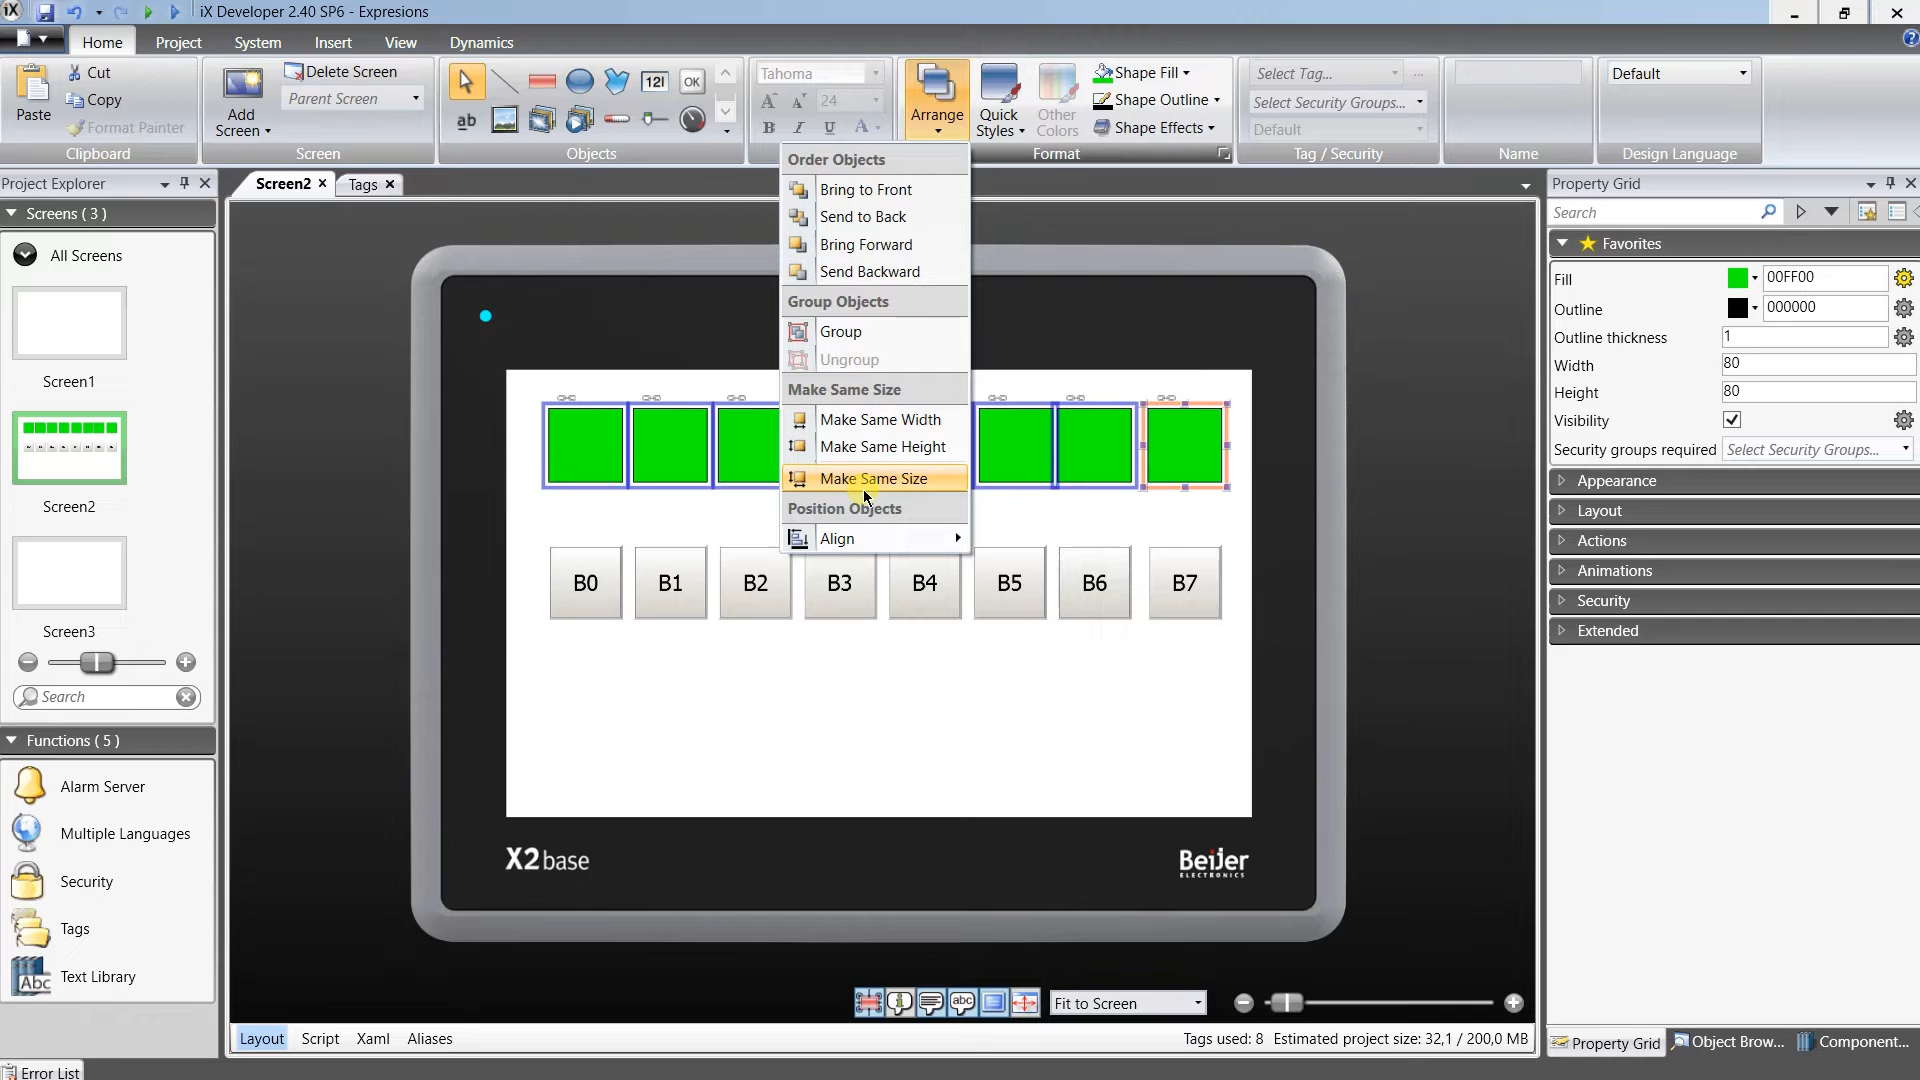 iX Developer 2.40 SP6 - Expresions
Home
Project
System
Insert
View
Dynamics
Paste
Cut
Copy
Format Painter
Clipboard
Add
Screen
Delete Screen
Parent Screen
Screen
12I
OK
ab
Objects
Tahoma
24
B I U A
Arrange
Quick
Styles
Other
Colors
Shape Fill
Shape Outline
Shape Effects
Format
Select Tag...
Select Security Groups...
Default
Tag / Security
Name
Default
Design Language
Project Explorer
Screens ( 3 )
All Screens
Screen1
Screen2
Screen3
Search
Functions ( 5 )
Alarm Server
Multiple Languages
Security
Tags
Text Library
Error List
Screen2
Tags
Order Objects
Bring to Front
Send to Back
Bring Forward
Send Backward
Group Objects
Group
Ungroup
Make Same Size
Make Same Width
Make Same Height
Make Same Size
Position Objects
Align
B0 B1 B2 B3 B4 B5 B6 B7
X2 base
Beijer
ELECTRONICS
abc
Fit to Screen
Layout
Script
Xaml
Aliases
Tags used: 8 Estimated project size: 32,1 / 200,0 MB
Property Grid
Search
Favorites
Fill 00FF00
Outline 000000
Outline thickness 1
Width 80
Height 80
Visibility
Security groups required Select Security Groups...
Appearance
Layout
Actions
Animations
Security
Extended
Property Grid
Object Brow...
Component...